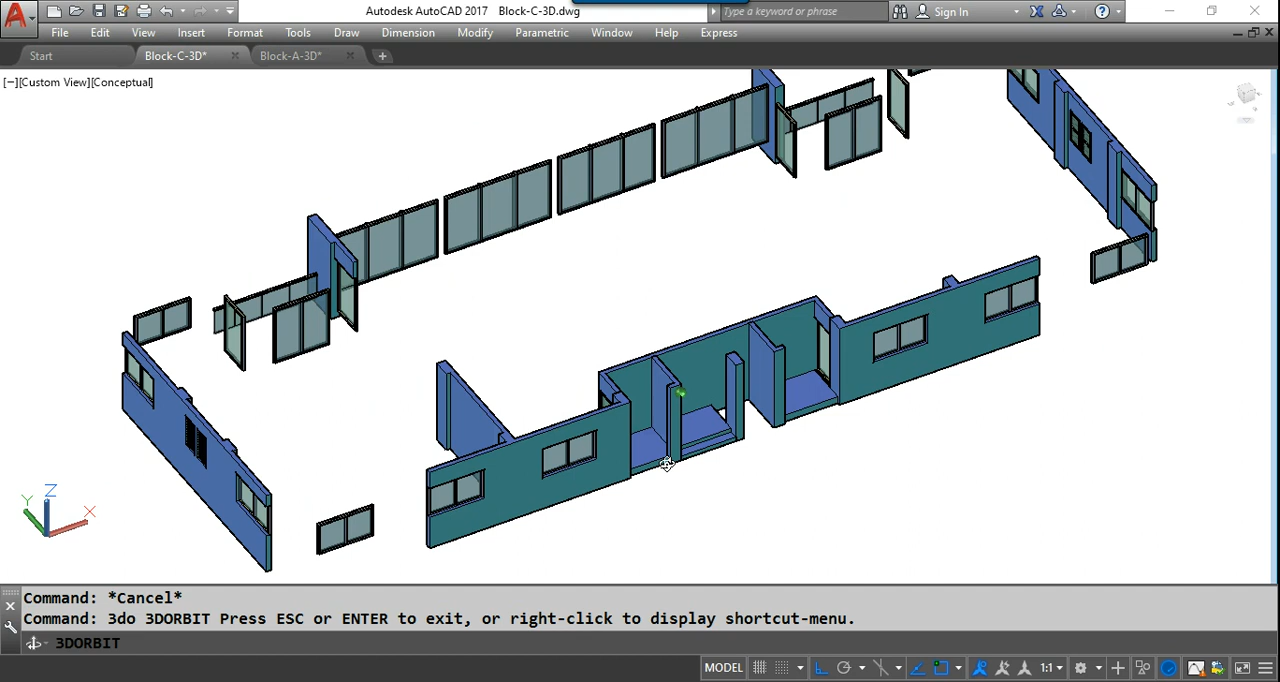 Autodesk AutoCAD 2017 Block-C-3D.dwg
Type a keyword or phrase
Sign In
File Edit View Insert Format Tools Draw Dimension Modify Parametric Window Help Express
Start Block-C-3D* Block-A-3D*
[−][Custom View][Conceptual]
Z
Y
X
Command: *Cancel*
Command: 3do 3DORBIT Press ESC or ENTER to exit, or right-click to display shortcut-menu.
3DORBIT
MODEL 1:1